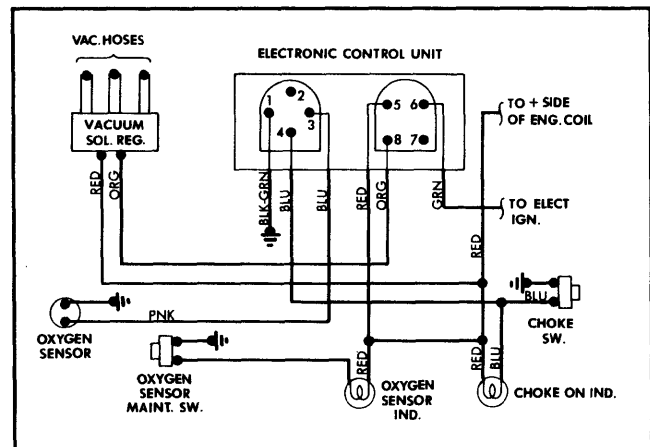 VAC. HOSES
ELECTRONIC CONTROL UNIT
VACUUM
SOL. REG.
1
2
3
4
5
6
8
7
TO + SIDE
OF ENG. COIL
TO ELECT
IGN.
RED
ORG
BLK-GRN
BLU
BLU
RED
ORG
GRN
RED
BLU
PNK
OXYGEN
SENSOR
CHOKE
SW.
OXYGEN
SENSOR
MAINT. SW.
RED
OXYGEN
SENSOR
IND.
RED
BLU
CHOKE ON IND.